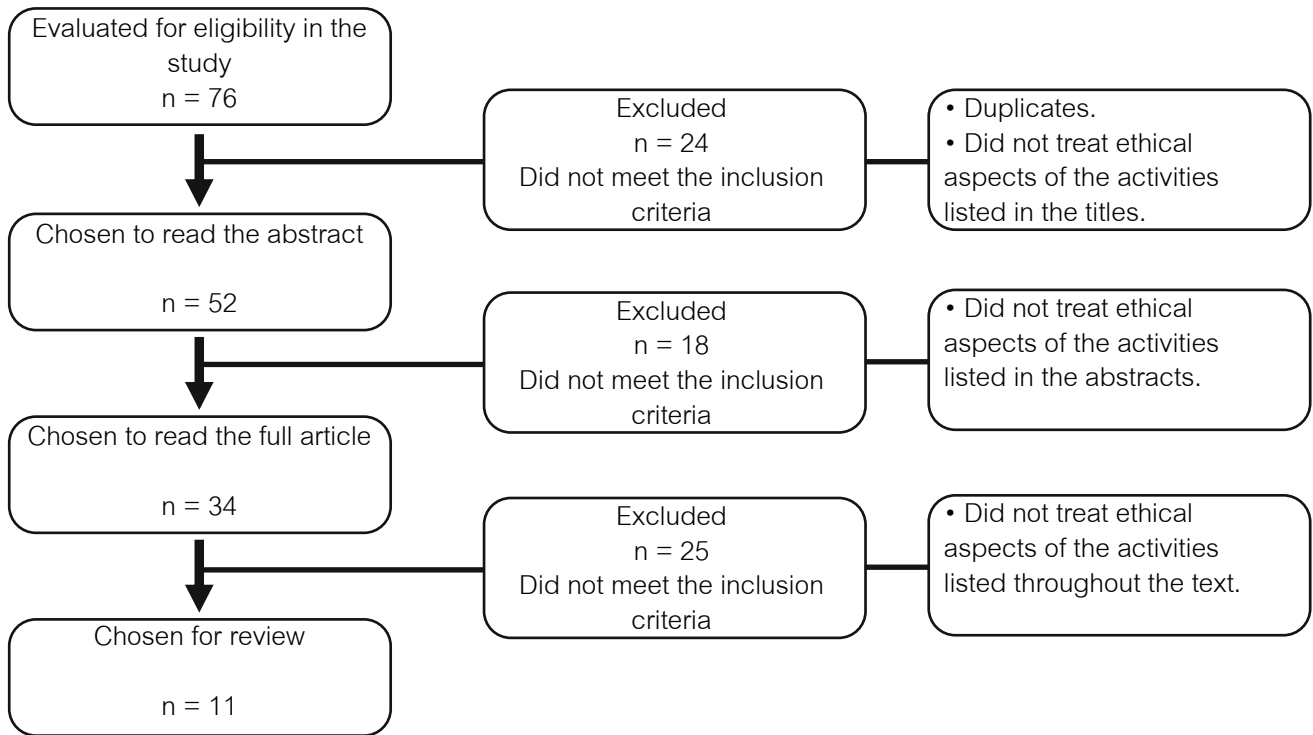 Evaluated for eligibility in the
study
n = 76
Excluded
n = 24
Did not meet the inclusion
criteria
• Duplicates.
• Did not treat ethical
aspects of the activities
listed in the titles.
Chosen to read the abstract
n = 52
Excluded
n = 18
Did not meet the inclusion
criteria
• Did not treat ethical
aspects of the activities
listed in the abstracts.
Chosen to read the full article
n = 34
Excluded
n = 25
Did not meet the inclusion
criteria
• Did not treat ethical
aspects of the activities
listed throughout the text.
Chosen for review
n = 11